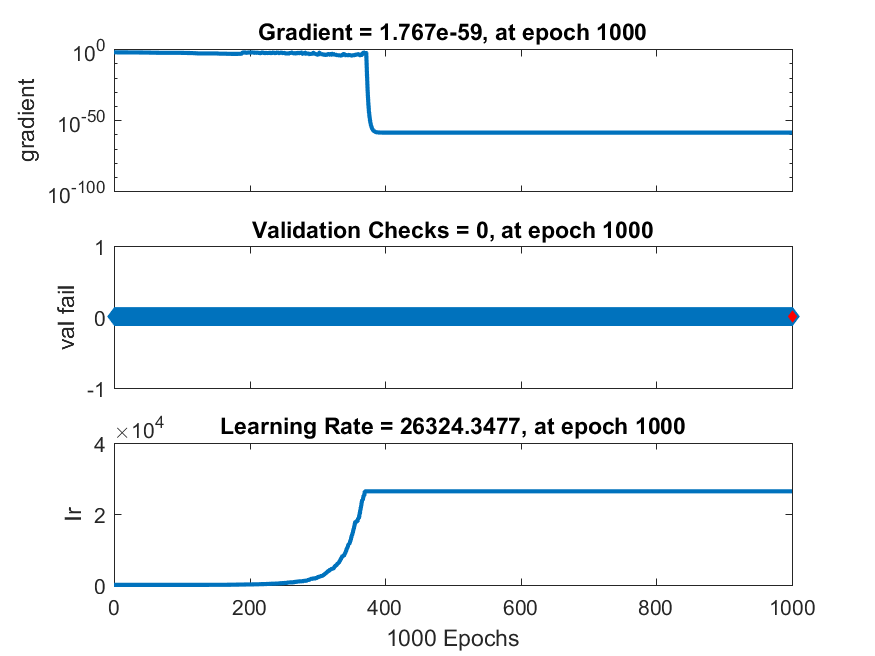 Gradient = 1.767e-59, at epoch 1000
10^0
10^-50
10^-100
gradient
Validation Checks = 0, at epoch 1000
1
0
-1
val fail
Learning Rate = 26324.3477, at epoch 1000
×10^4
4
2
0
lr
0 200 400 600 800 1000
1000 Epochs